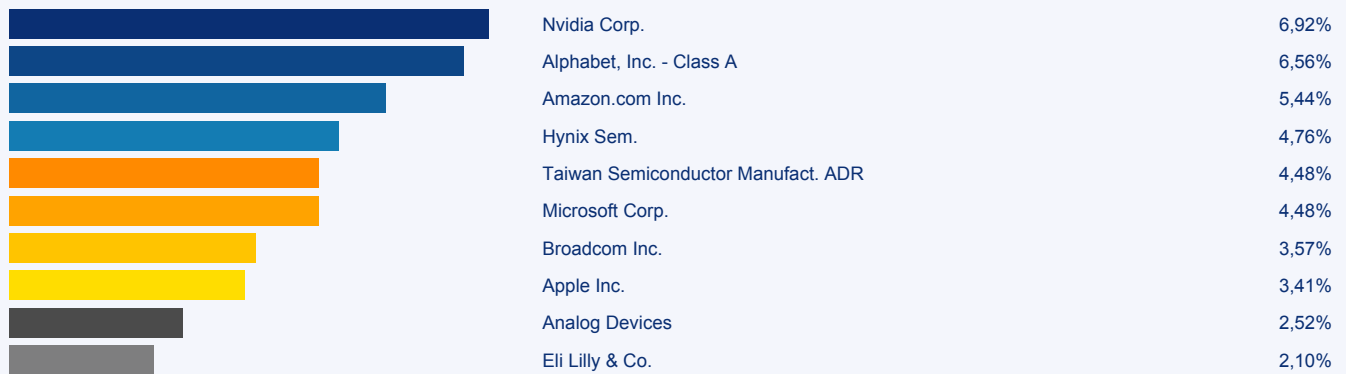 Nvidia Corp. 6,92%
Alphabet, Inc. - Class A 6,56%
Amazon.com Inc. 5,44%
Hynix Sem. 4,76%
Taiwan Semiconductor Manufact. ADR 4,48%
Microsoft Corp. 4,48%
Broadcom Inc. 3,57%
Apple Inc. 3,41%
Analog Devices 2,52%
Eli Lilly & Co. 2,10%